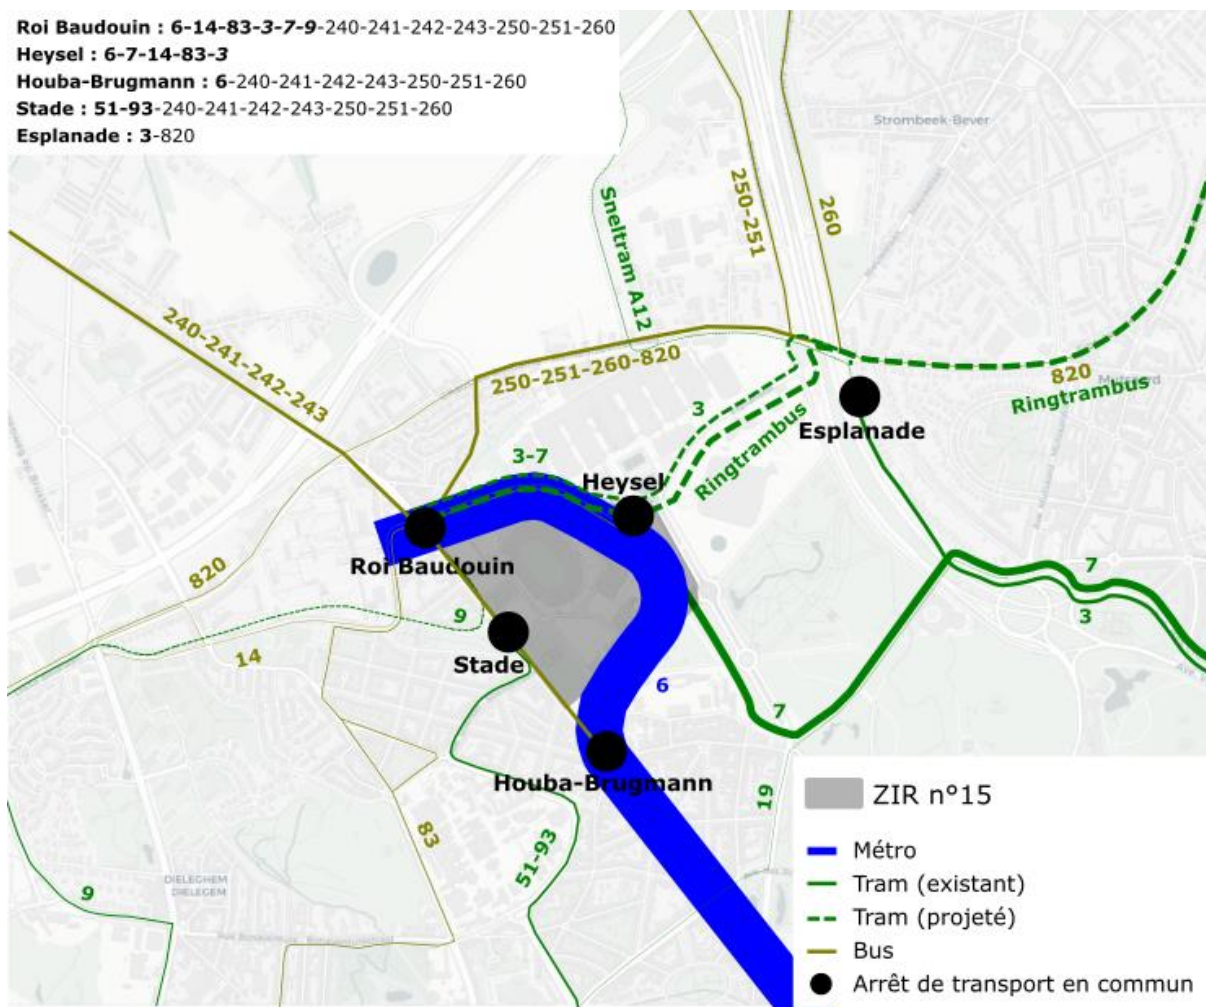 Roi Baudouin : 6-14-83-3-7-9-240-241-242-243-250-251-260
Heysel : 6-7-14-83-3
Houba-Brugmann : 6-240-241-242-243-250-251-260
Stade : 51-93-240-241-242-243-250-251-260
Esplanade : 3-820
Strombeek-Bever
250-251
260
Sneltram A12
240-241-242-243
250-251-260-820
820
Ringtrambus
3
Ringtrambus
Esplanade
3-7
Heysel
Roi Baudouin
820
9
7
3
14
Stade
6
7
Houba-Brugmann
19
83
51-93
DIELEGHEM
DIELEGEM
9
ZIR n°15
Métro
Tram (existant)
Tram (projeté)
Bus
Arrêt de transport en commun